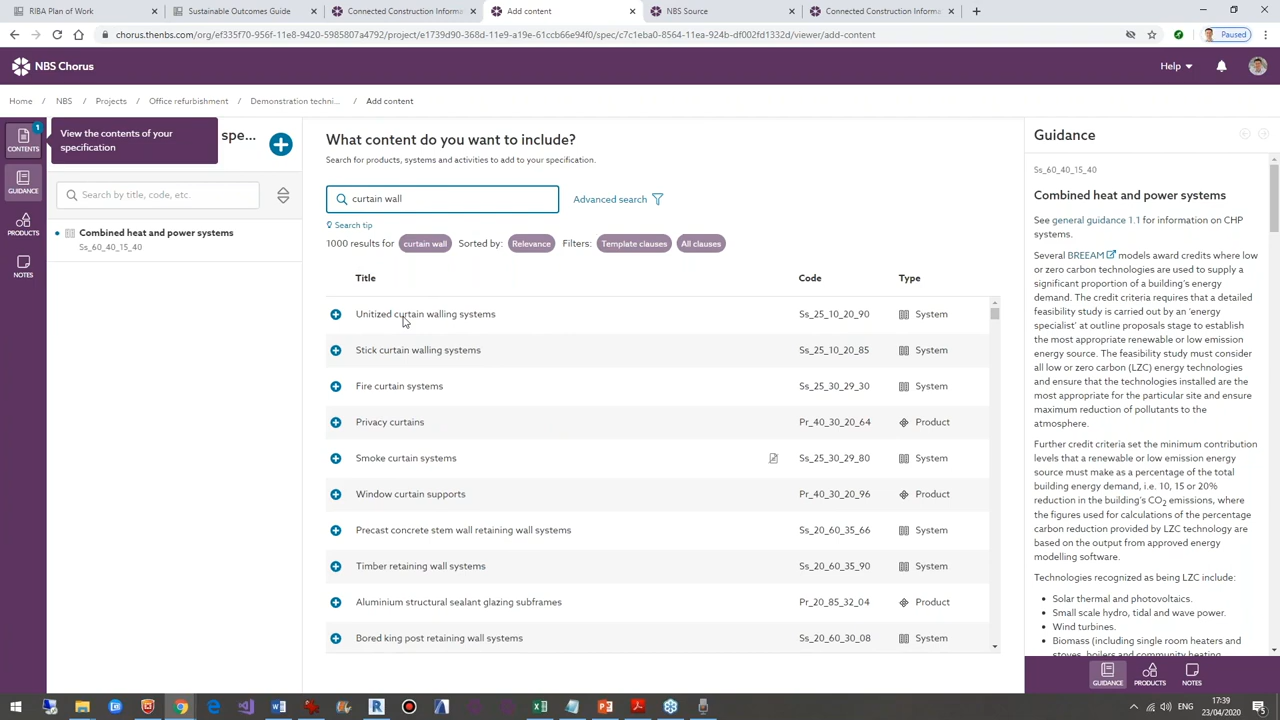 RIBA Plan of Work
Sustainable Outcomes Guide
Connected Construction Informa
Add content
NBS Source
Connected Construction Informa
chorus.thenbs.com/org/ef335f70-956f-11e8-9420-5985807a4792/project/e1739d90-368d-11e9-a19e-61ccb66e94f0/spec/c7c1eba0-8564-11ea-924b-df002fd1332d/viewer/add-content
Paused
NBS Chorus
Help
Home / NBS / Projects / Office refurbishment / Demonstration techni... / Add content
CONTENTS
1
View the contents of your
specification
spe...
GUIDANCE
PRODUCTS
NOTES
Search by title, code, etc.
Combined heat and power systems
Ss_60_40_15_40
What content do you want to include?
Search for products, systems and activities to add to your specification.
curtain wall
Advanced search
Search tip
1000 results for curtain wall Sorted by: Relevance Filters: Template clauses All clauses
Title Code Type
Unitized curtain walling systems Ss_25_10_20_90 System
Stick curtain walling systems Ss_25_10_20_85 System
Fire curtain systems Ss_25_30_29_30 System
Privacy curtains Pr_40_30_20_64 Product
Smoke curtain systems Ss_25_30_29_80 System
Window curtain supports Pr_40_30_20_96 Product
Precast concrete stem wall retaining wall systems Ss_20_60_35_66 System
Timber retaining wall systems Ss_20_60_35_90 System
Aluminium structural sealant glazing subframes Pr_20_85_32_04 Product
Bored king post retaining wall systems Ss_20_60_30_08 System
Guidance
Ss_60_40_15_40
Combined heat and power systems
See general guidance 1.1 for information on CHP
systems.
Several BREEAM models award credits where low
or zero carbon technologies are used to supply a
significant proportion of a building's energy
demand. The credit criteria requires that a detailed
feasibility study is carried out by an 'energy
specialist' at outline proposals stage to establish
the most appropriate renewable or low emission
energy source. The feasibility study must consider
all low or zero carbon (LZC) energy technologies
and ensure that the technologies installed are the
most appropriate for the particular site and ensure
maximum reduction of pollutants to the
atmosphere.
Further credit criteria set the minimum contribution
levels that a renewable or low emission energy
source must make as a percentage of the total
building energy demand, i.e. 10, 15 or 20%
reduction in the building's CO2 emissions, where
the figures used for calculations of the percentage
carbon reduction provided by LZC technology are
based on the output from approved energy
modelling software.
Technologies recognized as being LZC include:
• Solar thermal and photovoltaics.
• Small scale hydro, tidal and wave power.
• Wind turbines.
• Biomass (including single room heaters and
stoves, boilers and community heating
GUIDANCE PRODUCTS NOTES
ENG
17:39
23/04/2020